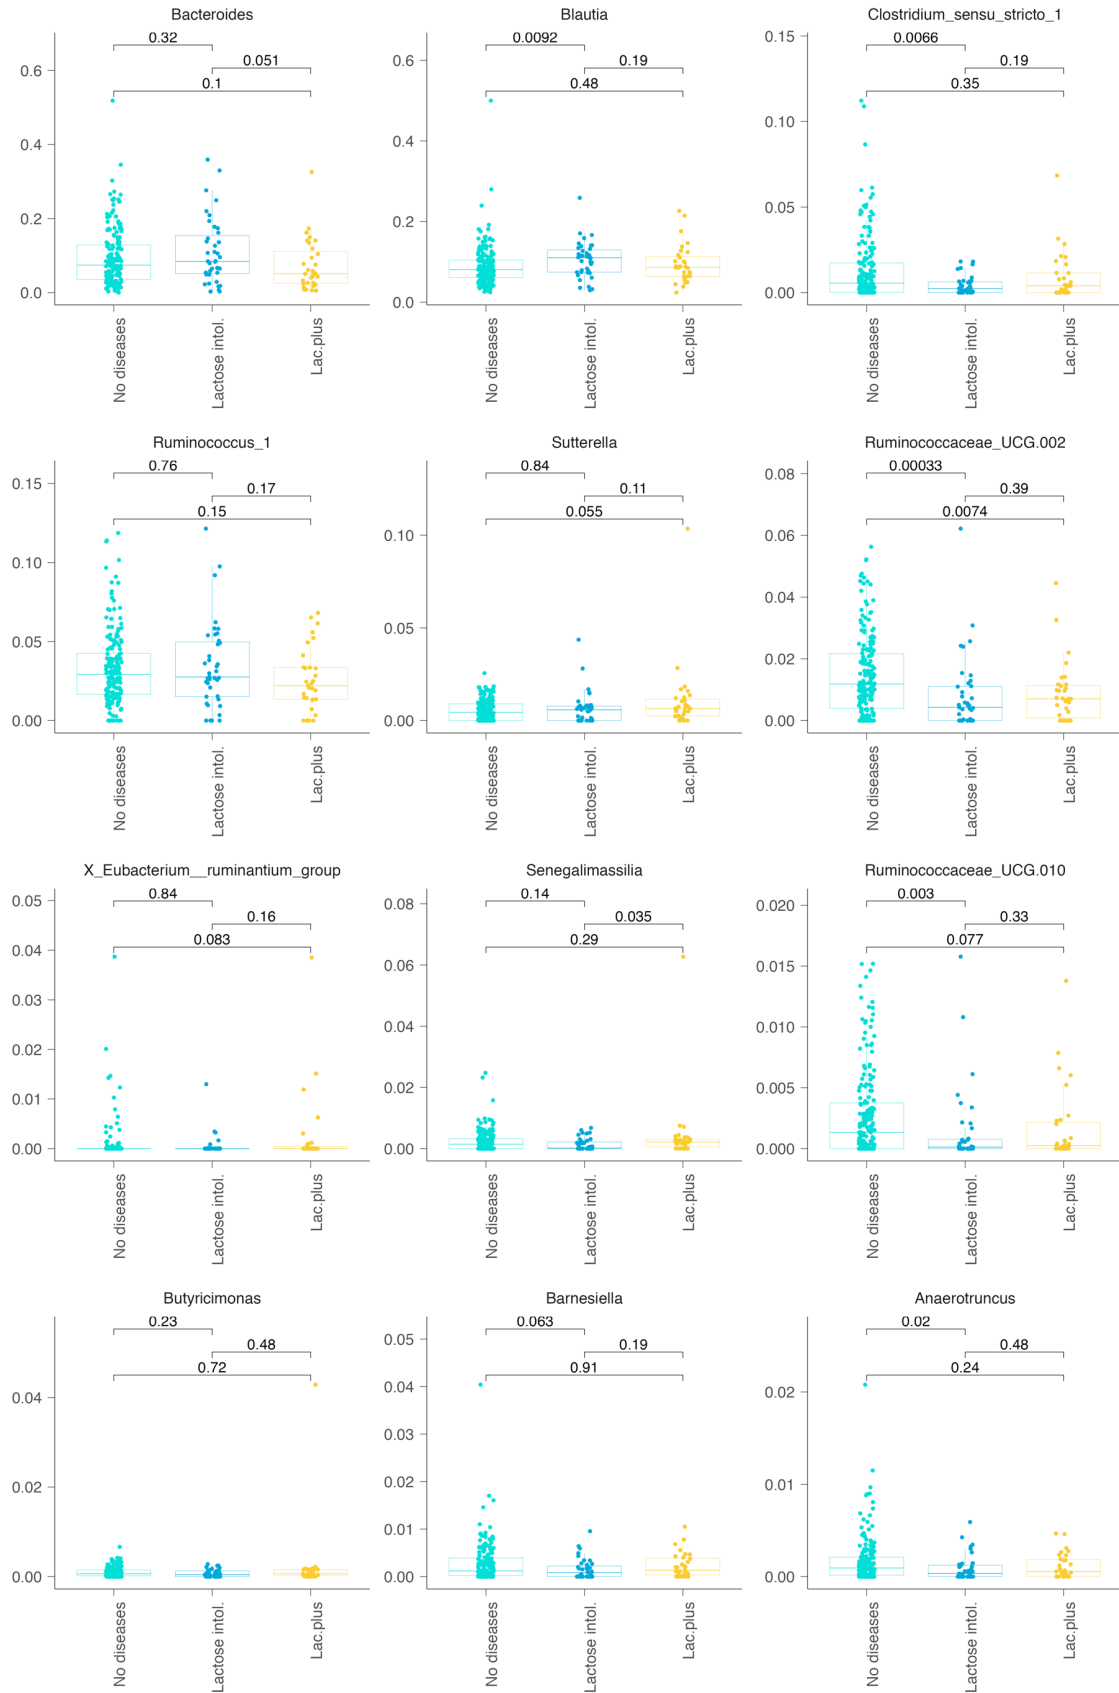 Bacteroides
0.32
0.051
0.1
0.6
0.4
0.2
0.0
No diseases
Lactose intol.
Lac.plus
Blautia
0.0092
0.19
0.48
0.6
0.4
0.2
0.0
No diseases
Lactose intol.
Lac.plus
Clostridium_sensu_stricto_1
0.0066
0.19
0.35
0.15
0.10
0.05
0.00
No diseases
Lactose intol.
Lac.plus
Ruminococcus_1
0.76
0.17
0.15
0.15
0.10
0.05
0.00
No diseases
Lactose intol.
Lac.plus
Sutterella
0.84
0.11
0.055
0.10
0.05
0.00
No diseases
Lactose intol.
Lac.plus
Ruminococcaceae_UCG.002
0.00033
0.39
0.0074
0.08
0.06
0.04
0.02
0.00
No diseases
Lactose intol.
Lac.plus
X_Eubacterium__ruminantium_group
0.84
0.16
0.083
0.05
0.04
0.03
0.02
0.01
0.00
No diseases
Lactose intol.
Lac.plus
Senegalimassilia
0.14
0.035
0.29
0.08
0.06
0.04
0.02
0.00
No diseases
Lactose intol.
Lac.plus
Ruminococcaceae_UCG.010
0.003
0.33
0.077
0.020
0.015
0.010
0.005
0.000
No diseases
Lactose intol.
Lac.plus
Butyricimonas
0.23
0.48
0.72
0.04
0.02
0.00
No diseases
Lactose intol.
Lac.plus
Barnesiella
0.063
0.19
0.91
0.05
0.04
0.03
0.02
0.01
0.00
No diseases
Lactose intol.
Lac.plus
Anaerotruncus
0.02
0.48
0.24
0.02
0.01
0.00
No diseases
Lactose intol.
Lac.plus